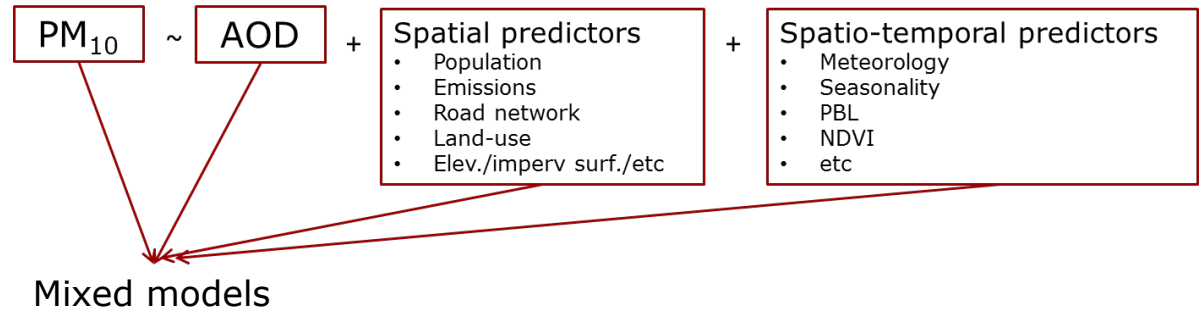 PM₁₀ ~ AOD + Spatial predictors + Spatio-temporal predictors
• Population
• Emissions
• Road network
• Land-use
• Elev./imperv surf./etc
• Meteorology
• Seasonality
• PBL
• NDVI
• etc
Mixed models